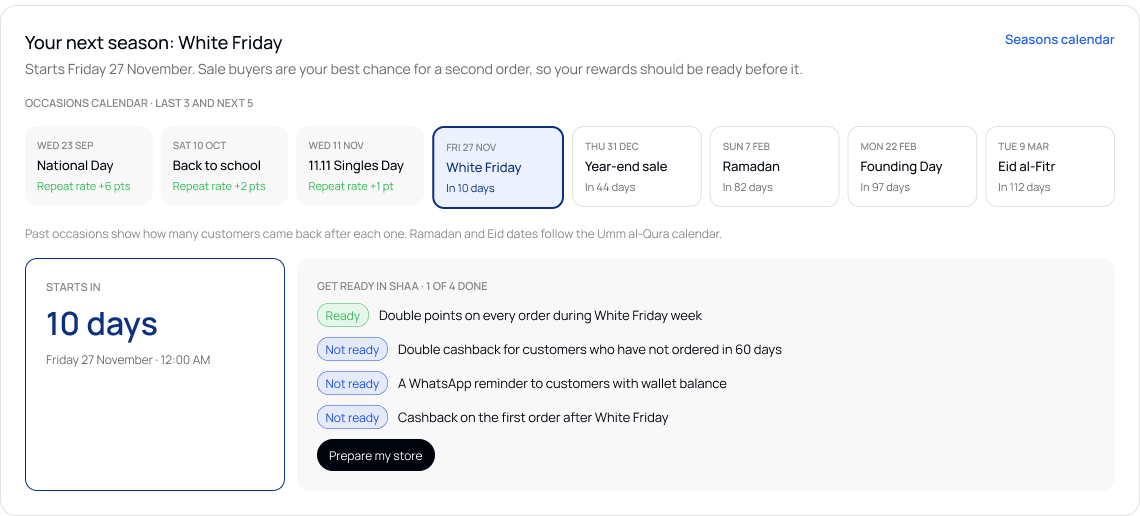 Your next season: White Friday
Seasons calendar
Starts Friday 27 November. Sale buyers are your best chance for a second order, so your rewards should be ready before it.
OCCASIONS CALENDAR · LAST 3 AND NEXT 5
WED 23 SEP
National Day
Repeat rate +6 pts
SAT 10 OCT
Back to school
Repeat rate +2 pts
WED 11 NOV
11.11 Singles Day
Repeat rate +1 pt
FRI 27 NOV
White Friday
In 10 days
THU 31 DEC
Year-end sale
In 44 days
SUN 7 FEB
Ramadan
In 82 days
MON 22 FEB
Founding Day
In 97 days
TUE 9 MAR
Eid al-Fitr
In 112 days
Past occasions show how many customers came back after each one. Ramadan and Eid dates follow the Umm al-Qura calendar.
STARTS IN
10 days
Friday 27 November · 12:00 AM
GET READY IN SHAA · 1 OF 4 DONE
Ready Double points on every order during White Friday week
Not ready Double cashback for customers who have not ordered in 60 days
Not ready A WhatsApp reminder to customers with wallet balance
Not ready Cashback on the first order after White Friday
Prepare my store